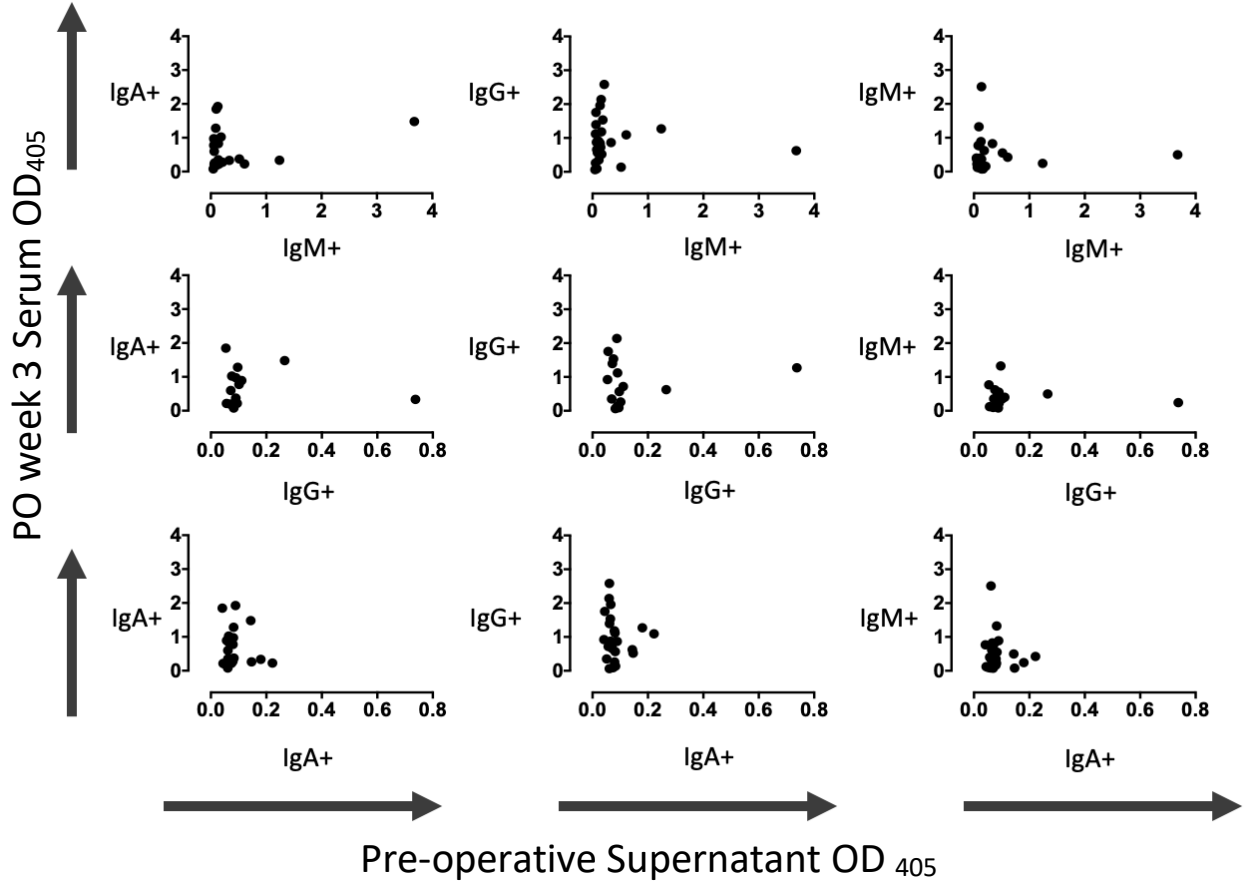 PO week 3 Serum OD405
4 4 4
3 3 3
IgA+ IgG+ IgM+
2 2 2
1 1 1
0 0 0
0 1 2 3 4 0 1 2 3 4 0 1 2 3 4
IgM+ IgM+ IgM+
4 4 4
3 3 3
IgA+ 2 IgG+ 2 IgM+ 2
1 1 1
0 0 0
0.0 0.2 0.4 0.6 0.8 0.0 0.2 0.4 0.6 0.8 0.0 0.2 0.4 0.6 0.8
IgG+ IgG+ IgG+
4 4 4
3 3 3
2 2 2
IgA+ IgG+ IgM+
1 1 1
0 0 0
0.0 0.2 0.4 0.6 0.8 0.0 0.2 0.4 0.6 0.8 0.0 0.2 0.4 0.6 0.8
IgA+ IgA+ IgA+
Pre-operative Supernatant OD 405